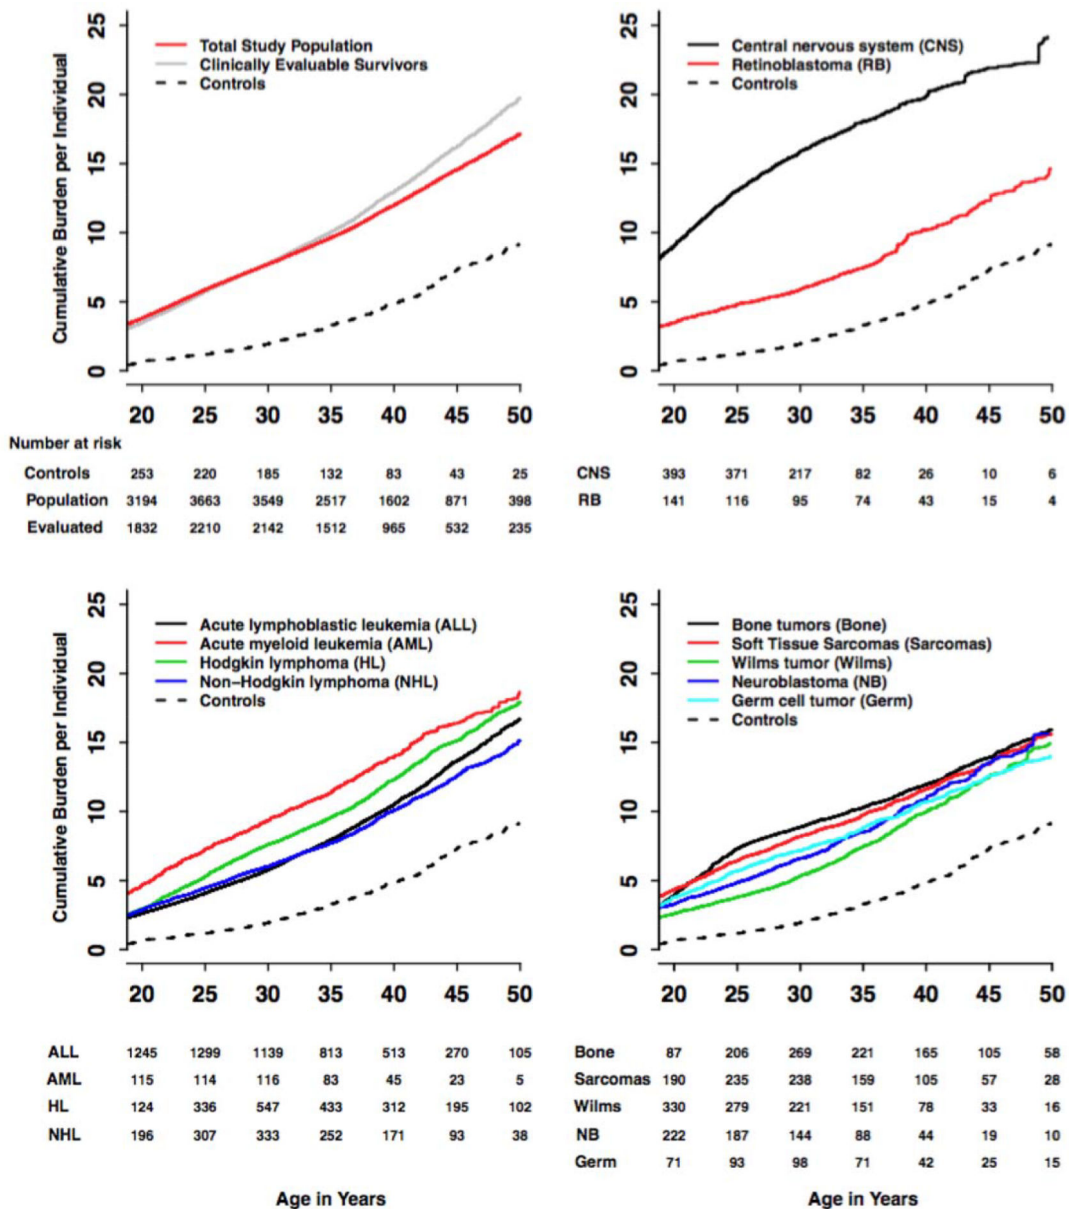 25
20
15
10
5
0
Cumulative Burden per Individual
Total Study Population
Clinically Evaluable Survivors
Controls
20 25 30 35 40 45 50
25
20
15
10
5
0
Central nervous system (CNS)
Retinoblastoma (RB)
Controls
20 25 30 35 40 45 50
Number at risk
Controls 253 220 185 132 83 43 25
Population 3194 3663 3549 2517 1602 871 398
Evaluated 1832 2210 2142 1512 965 532 235
CNS 393 371 217 82 26 10 6
RB 141 116 95 74 43 15 4
25
20
15
10
5
0
Cumulative Burden per Individual
Acute lymphoblastic leukemia (ALL)
Acute myeloid leukemia (AML)
Hodgkin lymphoma (HL)
Non-Hodgkin lymphoma (NHL)
Controls
20 25 30 35 40 45 50
25
20
15
10
5
0
Bone tumors (Bone)
Soft Tissue Sarcomas (Sarcomas)
Wilms tumor (Wilms)
Neuroblastoma (NB)
Germ cell tumor (Germ)
Controls
20 25 30 35 40 45 50
ALL 1245 1299 1139 813 513 270 105
AML 115 114 116 83 45 23 5
HL 124 336 547 433 312 195 102
NHL 196 307 333 252 171 93 38
Age in Years
Bone 87 206 269 221 165 105 58
Sarcomas 190 235 238 159 105 57 28
Wilms 330 279 221 151 78 33 16
NB 222 187 144 88 44 19 10
Germ 71 93 98 71 42 25 15
Age in Years